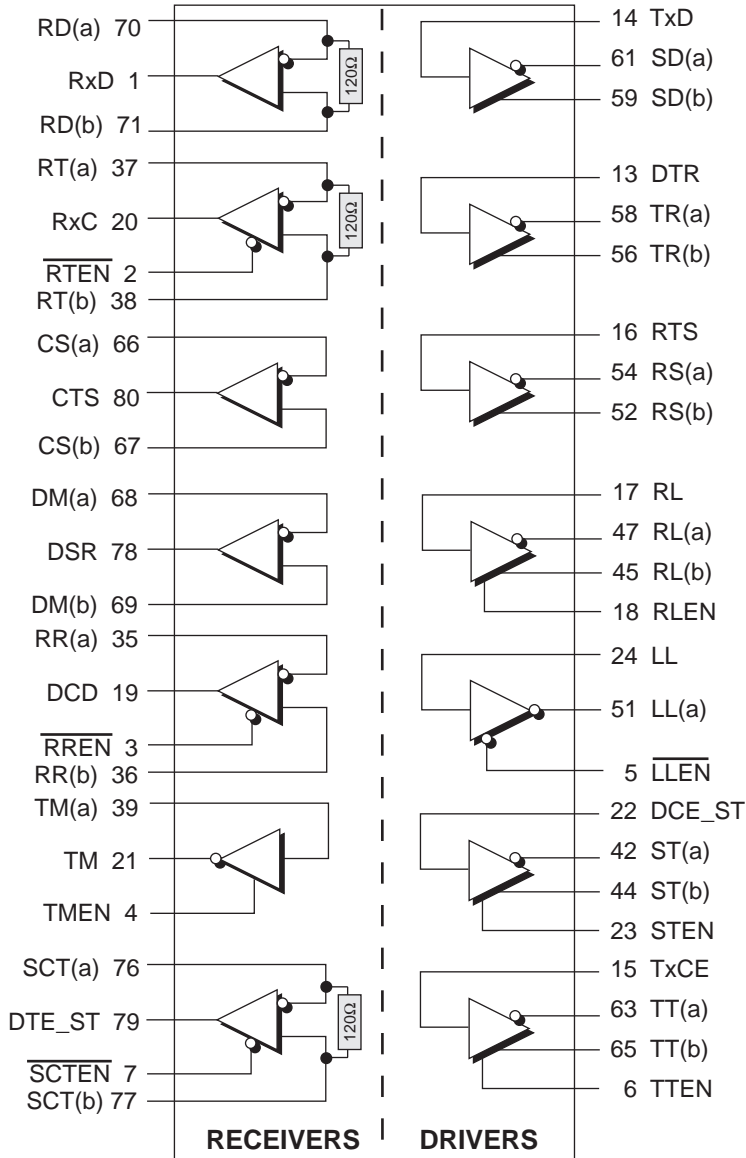 RD(a) 70
RxD 1
RD(b) 71
120Ω
RT(a) 37
RxC 20
RTEN 2
RT(b) 38
120Ω
CS(a) 66
CTS 80
CS(b) 67
DM(a) 68
DSR 78
DM(b) 69
RR(a) 35
DCD 19
RREN 3
RR(b) 36
TM(a) 39
TM 21
TMEN 4
SCT(a) 76
DTE_ST 79
SCTEN 7
SCT(b) 77
120Ω
RECEIVERS
14 TxD
61 SD(a)
59 SD(b)
13 DTR
58 TR(a)
56 TR(b)
16 RTS
54 RS(a)
52 RS(b)
17 RL
47 RL(a)
45 RL(b)
18 RLEN
24 LL
51 LL(a)
5 LLEN
22 DCE_ST
42 ST(a)
44 ST(b)
23 STEN
15 TxCE
63 TT(a)
65 TT(b)
6 TTEN
DRIVERS